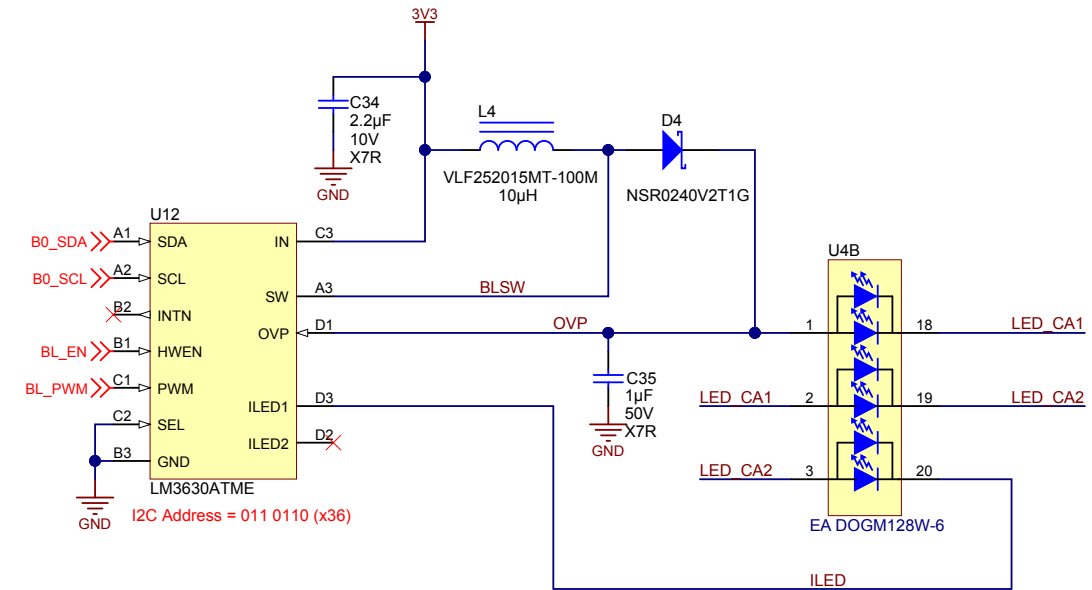 3V3
C34
2.2µF
10V
X7R
GND
L4
VLF252015MT-100M
10µH
D4
NSR0240V2T1G
U12
B0_SDA A1 SDA IN C3
B0_SCL A2 SCL
SW A3 BLSW
B2 INTN
OVP D1 OVP
BL_EN B1 HWEN
BL_PWM C1 PWM
ILED1 D3
C2 SEL
ILED2 D2
B3 GND
LM3630ATME
GND
I2C Address = 011 0110 (x36)
C35
1µF
50V
X7R
GND
U4B
1 18 LED_CA1
LED_CA1 2 19 LED_CA2
LED_CA2 3 20
EA DOGM128W-6
ILED